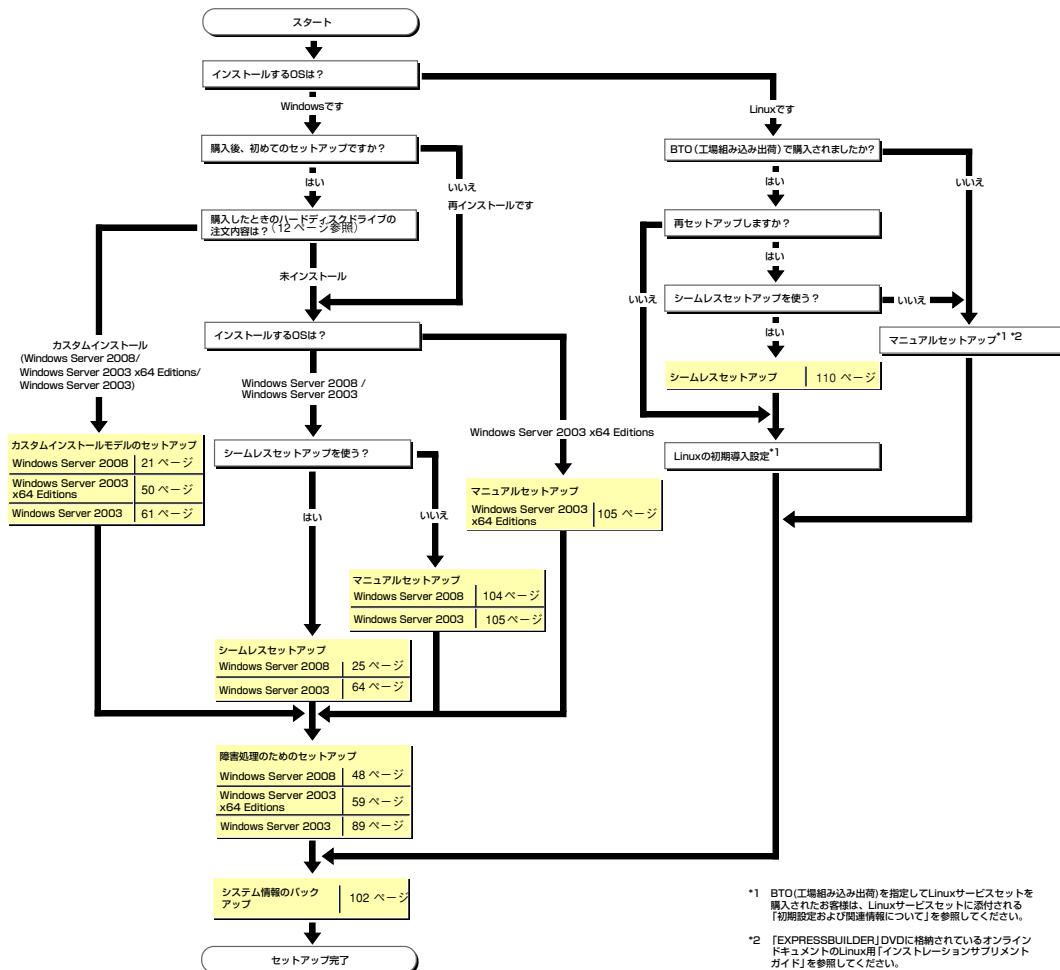 スタート
インストールするOSは？
Windowsです
Linuxです
購入後、初めてのセットアップですか？
BTO（工場組み込み出荷）で購入されましたか？
はい
いいえ
再インストールです
はい
いいえ
購入したときのハードディスクドライブの
注文内容は？(12 ページ参照)
再セットアップしますか？
未インストール
はい
いいえ
シームレスセットアップを使う？
いいえ
カスタムインストール
(Windows Server 2008/
Windows Server 2003 x64 Editions/
Windows Server 2003)
インストールするOSは？
はい
マニュアルセットアップ*1 *2
Windows Server 2008 /
Windows Server 2003
シームレスセットアップ 110 ページ
Windows Server 2003 x64 Editions
カスタムインストールモデルのセットアップ
Windows Server 2008 21 ページ
Windows Server 2003
x64 Editions 50 ページ
Windows Server 2003 61 ページ
シームレスセットアップを使う？
Linuxの初期導入設定*1
はい
いいえ
マニュアルセットアップ
Windows Server 2003
x64 Editions 105 ページ
マニュアルセットアップ
Windows Server 2008 104 ページ
Windows Server 2003 105 ページ
シームレスセットアップ
Windows Server 2008 25 ページ
Windows Server 2003 64 ページ
障害処理のためのセットアップ
Windows Server 2008 48 ページ
Windows Server 2003
x64 Editions 59 ページ
Windows Server 2003 89 ページ
システム情報のバック
アップ 102 ページ
セットアップ完了
*1 BTO(工場組み込み出荷)を指定してLinuxサービスセットを
購入されたお客様は、Linuxサービスセットに添付される
「初期設定および関連情報について」を参照してください。
*2 「EXPRESSBUILDER」DVDに格納されているオンライン
ドキュメントのLinux用「インストレーションサプリメント
ガイド」を参照してください。